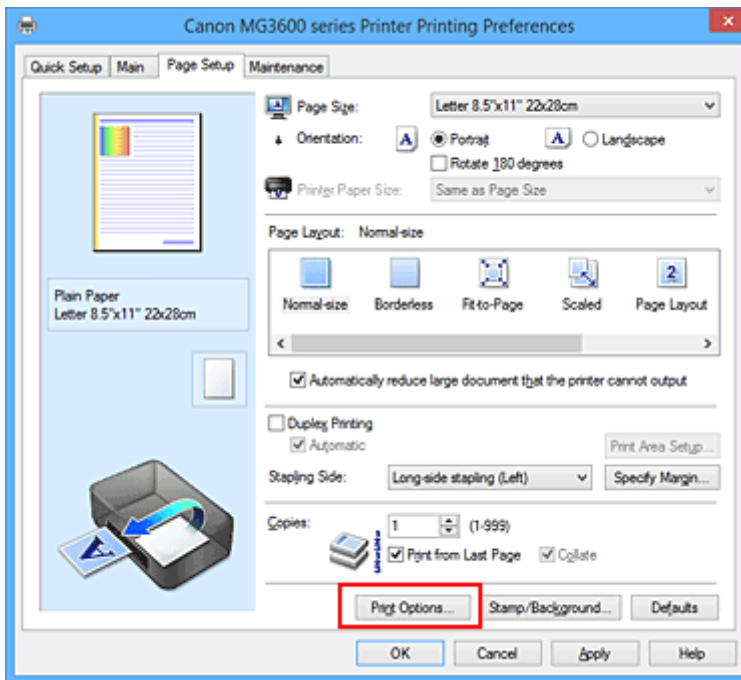 Canon MG3600 series Printer Printing Preferences
Quick Setup Main Page Setup Maintenance
Page Size: Letter 8.5"x11" 22x28cm
Orientation: A Portrait A Landscape
Rotate 180 degrees
Printer Paper Size: Same as Page Size
Page Layout: Normal-size
2
Normal-size Borderless Fit-to-Page Scaled Page Layout
Plain Paper
Letter 8.5"x11" 22x28cm
Automatically reduce large document that the printer cannot output
Duplex Printing
Automatic Print Area Setup...
Stapling Side: Long-side stapling (Left) Specify Margin...
Copies: 1 (1-999)
Print from Last Page Collate
A
Print Options... Stamp/Background... Defaults
OK Cancel Apply Help